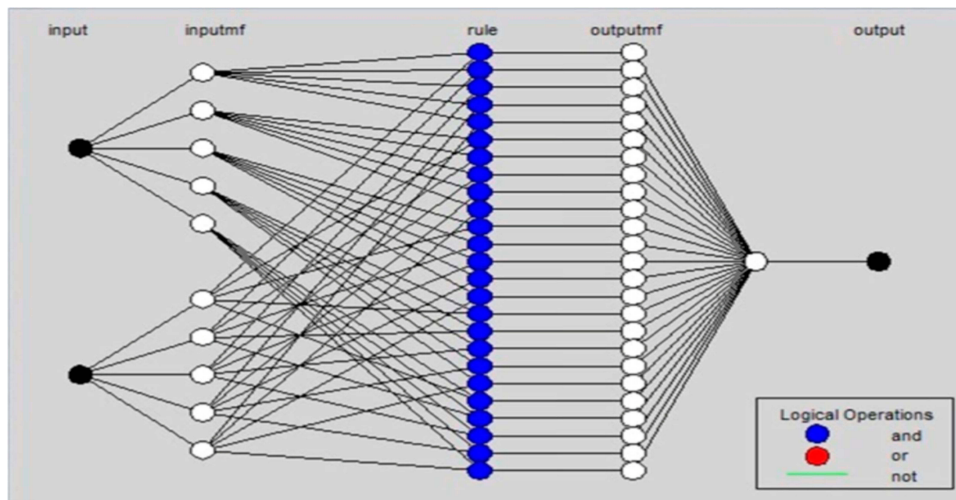 input inputmf rule outputmf output
Logical Operations
and
or
not